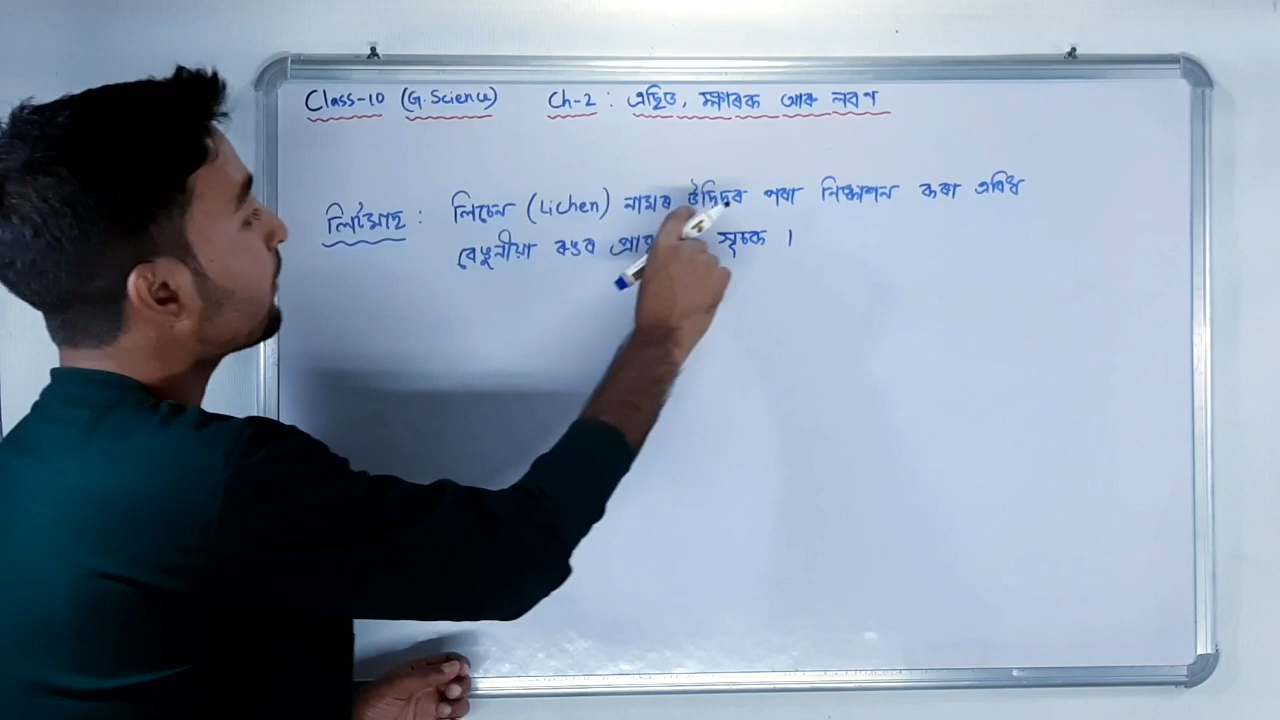 Class-10 (G. Science) Ch-2 : এছিড, ক্ষাৰক আৰু লৱণ
লিটমাছ : লিচেন (Lichen) নামৰ উদ্ভিদৰ পৰা নিষ্কাশন কৰা এবিধ
বেঙুনীয়া ৰঙৰ সূচক ।